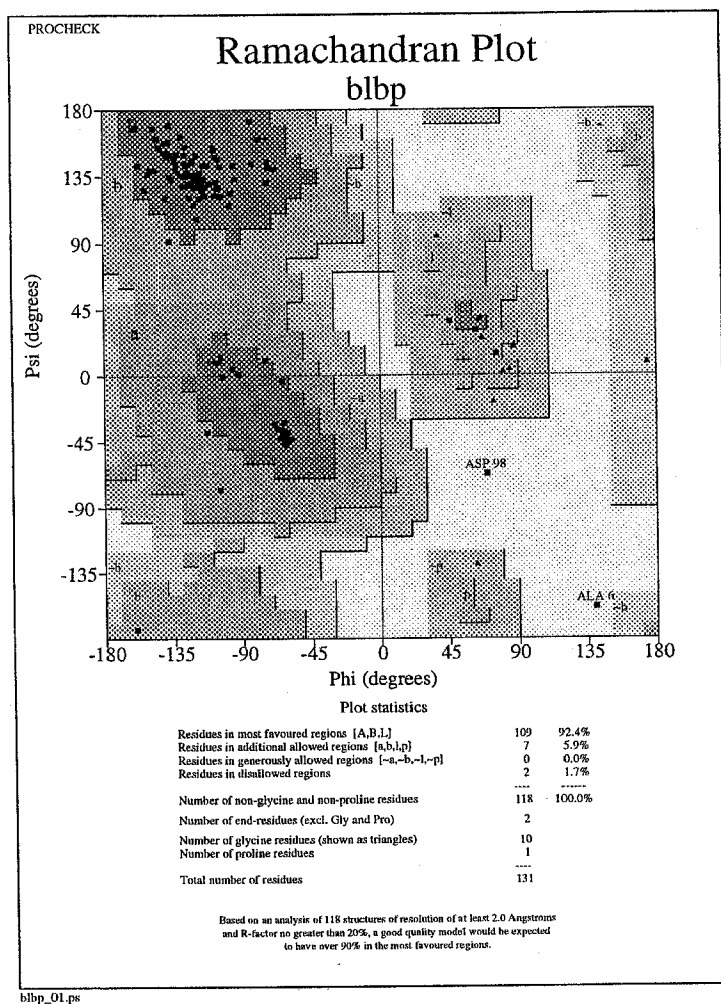 PROCHECK
Ramachandran Plot
blbp
180
135
90
45
0
-45
-90
-135
Psi (degrees)
ASP 98
ALA 6
-180 -135 -90 -45 0 45 90 135 180
Phi (degrees)
Plot statistics
Residues in most favoured regions [A,B,L] 109 92.4%
Residues in additional allowed regions [a,b,l,p] 7 5.9%
Residues in generously allowed regions [~a,~b,~l,~p] 0 0.0%
Residues in disallowed regions 2 1.7%
---- ------
Number of non-glycine and non-proline residues 118 100.0%
Number of end-residues (excl. Gly and Pro) 2
Number of glycine residues (shown as triangles) 10
Number of proline residues 1
----
Total number of residues 131
Based on an analysis of 118 structures of resolution of at least 2.0 Angstroms
and R-factor no greater than 20%, a good quality model would be expected
to have over 90% in the most favoured regions.
blbp_01.ps